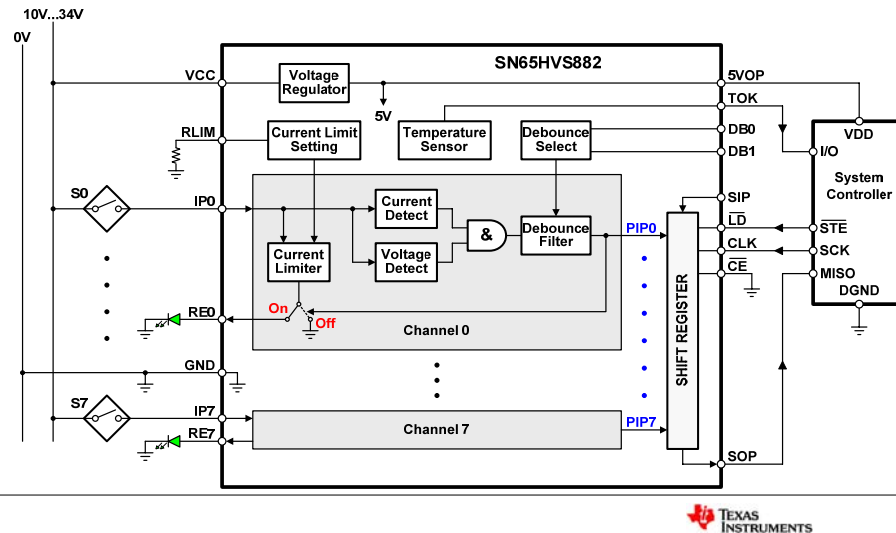 10V...34V
0V
SN65HVS882
VCC
Voltage
Regulator
5V
5VOP
TOK
RLIM
Current Limit
Setting
Temperature
Sensor
Debounce
Select
DB0
DB1
VDD
I/O
System
Controller
S0
IP0
Current
Detect
Voltage
Detect
&
Debounce
Filter
PIP0
SIP
LD
STE
CLK
SCK
CE
MISO
DGND
Current
Limiter
On
Off
RE0
Channel 0
SHIFT REGISTER
GND
S7
IP7
RE7
Channel 7
PIP7
SOP
TEXAS
INSTRUMENTS